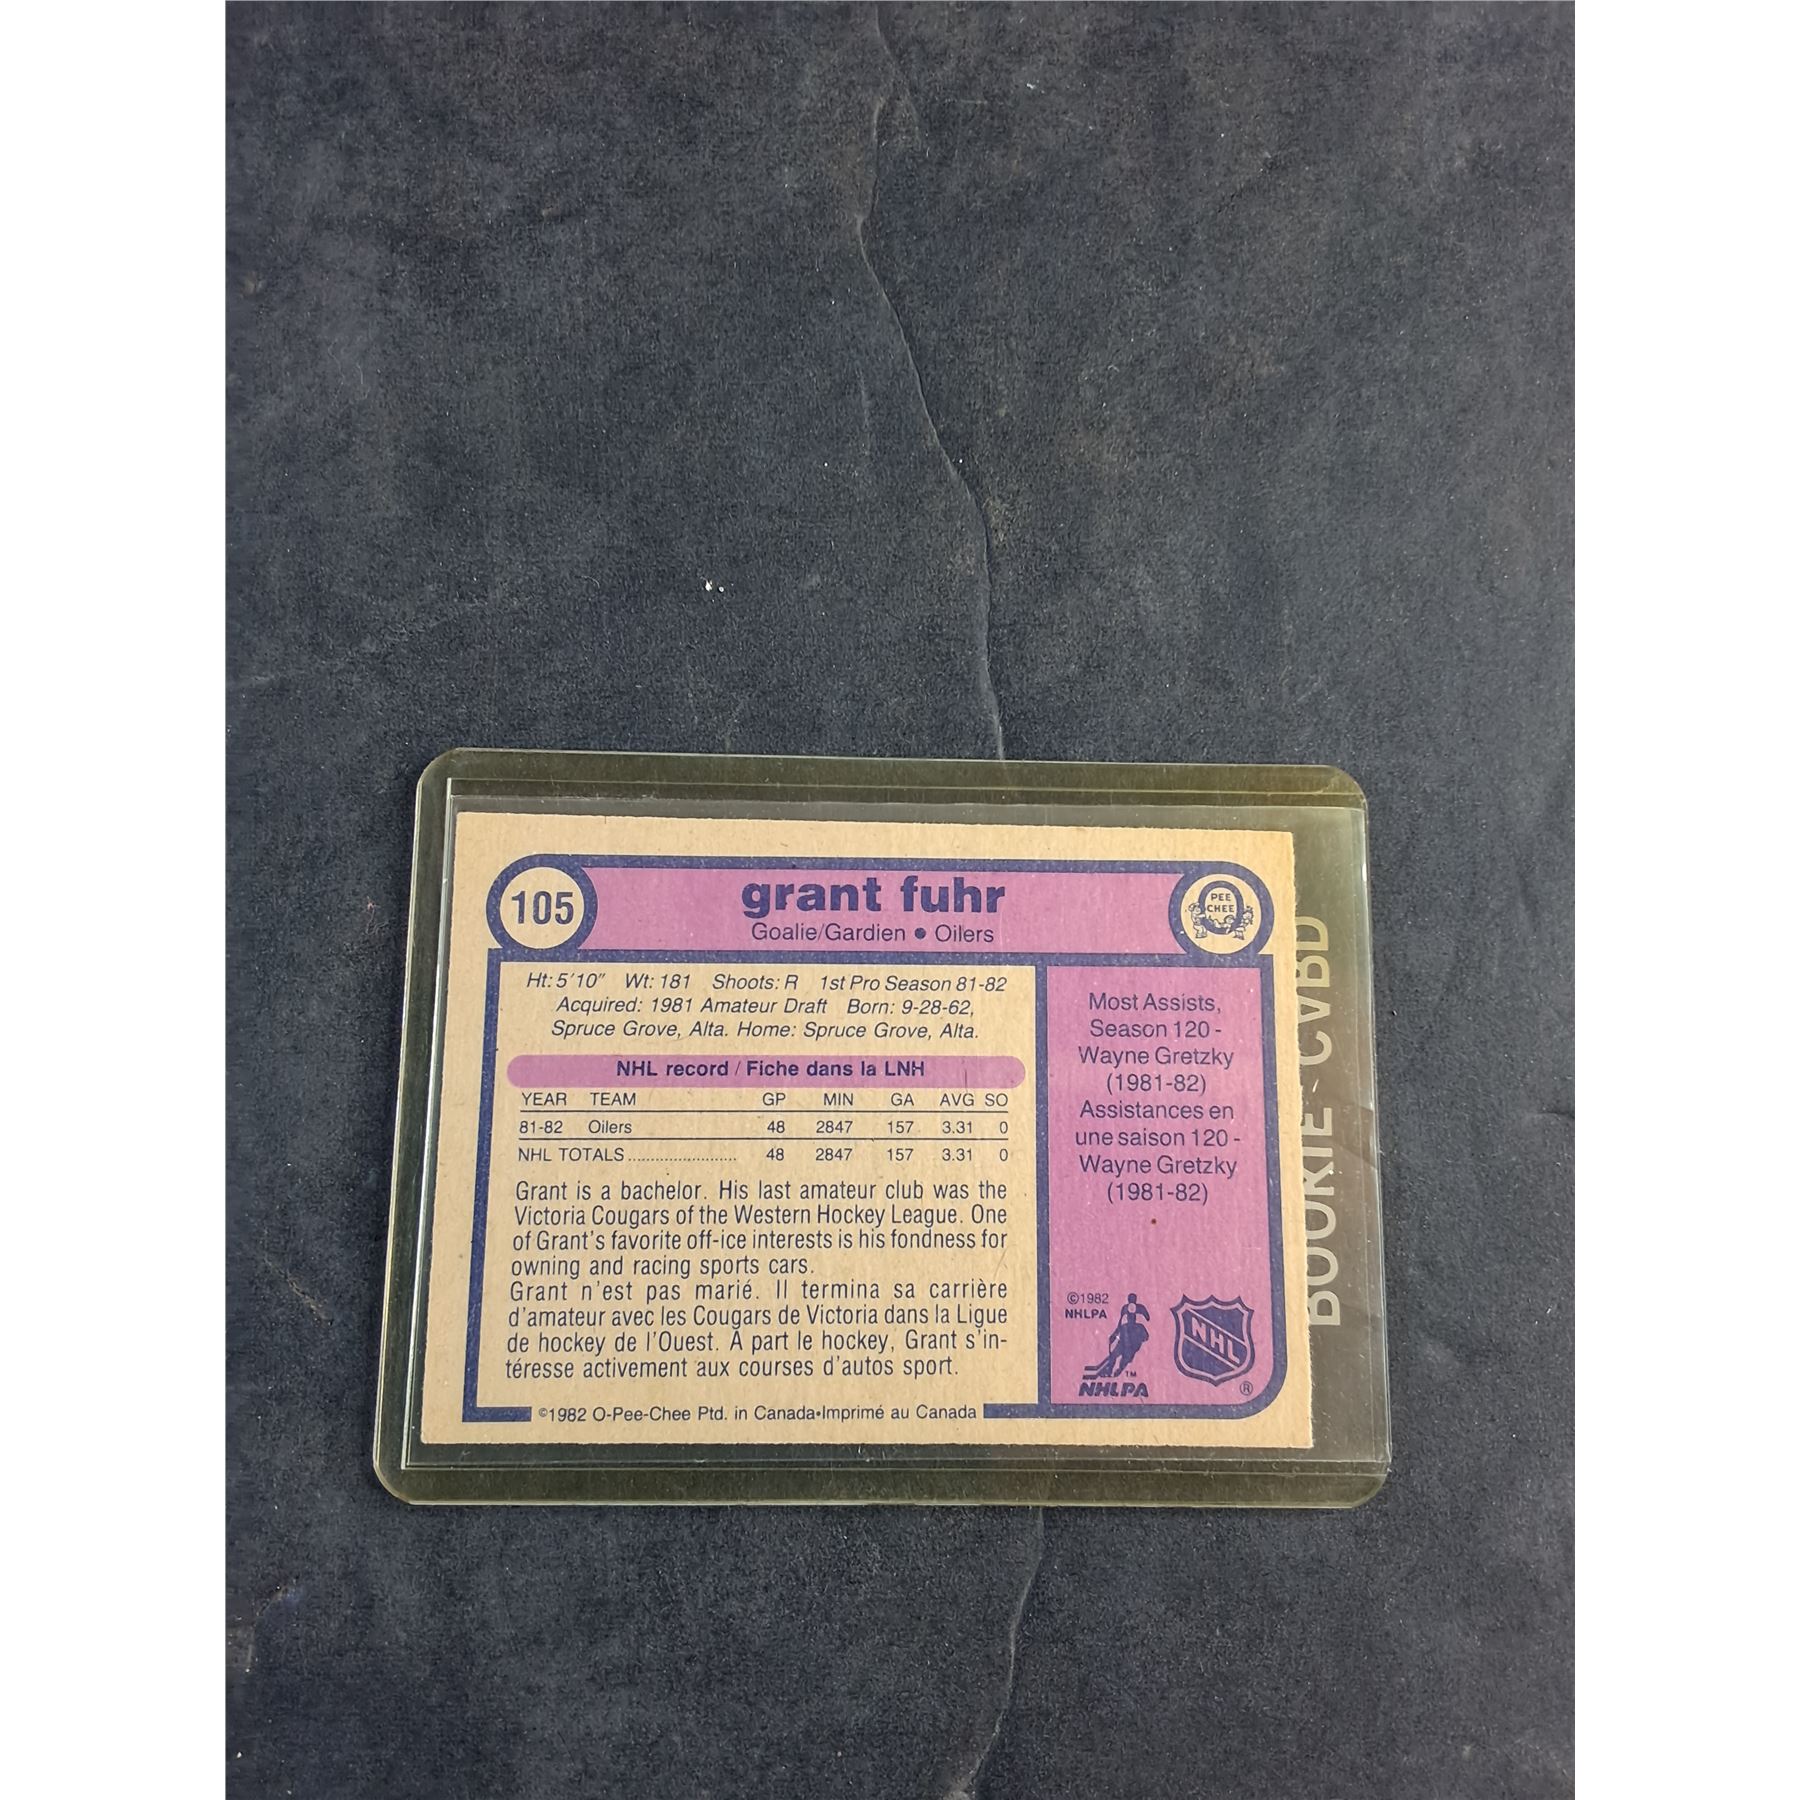 105
grant fuhr
Goalie/Gardien • Oilers
O
PEE
CHEE
Ht: 5'10" Wt: 181 Shoots: R 1st Pro Season 81-82
Acquired: 1981 Amateur Draft Born: 9-28-62,
Spruce Grove, Alta. Home: Spruce Grove, Alta.
NHL record / Fiche dans la LNH
YEAR TEAM GP MIN GA AVG SO
81-82 Oilers 48 2847 157 3.31 0
NHL TOTALS........................ 48 2847 157 3.31 0
Grant is a bachelor. His last amateur club was the
Victoria Cougars of the Western Hockey League. One
of Grant's favorite off-ice interests is his fondness for
owning and racing sports cars.
Grant n'est pas marié. Il termina sa carrière
d'amateur avec les Cougars de Victoria dans la Ligue
de hockey de l'Ouest. A part le hockey, Grant s'in-
téresse activement aux courses d'autos sport.
©1982 O-Pee-Chee Ptd. in Canada•Imprimé au Canada
Most Assists,
Season 120 -
Wayne Gretzky
(1981-82)
Assistances en
une saison 120 -
Wayne Gretzky
(1981-82)
©1982
NHLPA
TM
NHLPA
NHL
®